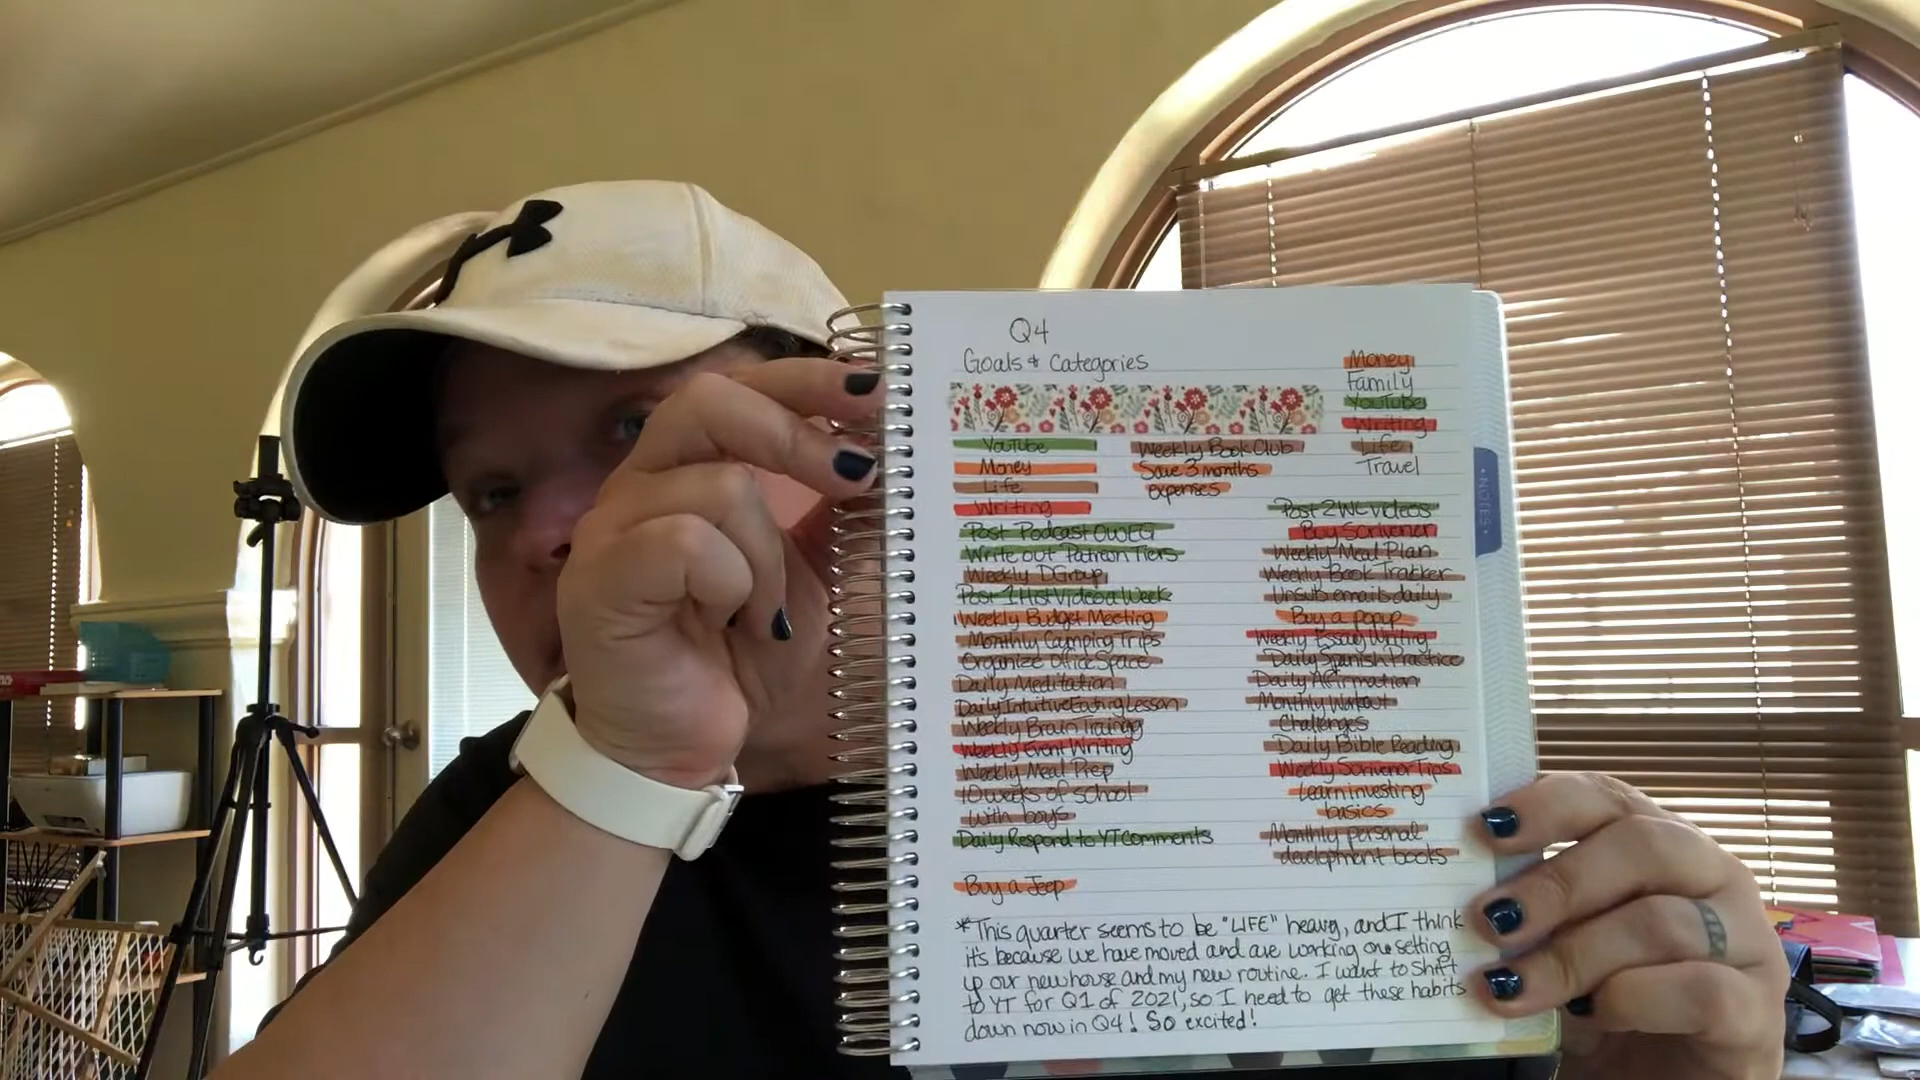 Q4
Goals & Categories
Money
Family
YouTube
Writing
Life
Travel
YouTube
Money
Life
Writing
Weekly Book Club
Save 3 months
expenses
Post Podcast OWEG
Write out Patreon Tiers
Weekly DGroup
Post 1 Hst Video a Week
Weekly Budget Meeting
Monthly Camping Trips
Organize Office Space
Daily Meditation
Daily Intuitive Eating Lesson
Weekly Brain Training
Weekly Event Writing
Weekly Meal Prep
10 weeks of school
with boys
Daily Respond to YT comments
Buy a Jeep
Post 2 WL videos
Buy Scrivener
Weekly Meal Plan
Weekly Book Tracker
Unsub emails daily
Buy a popup
Weekly Essay Writing
Daily Spanish Practice
Daily Affirmation
Monthly Workout
Challenges
Daily Bible Reading
Weekly Scrivener Tips
Learn investing
basics
Monthly personal
development books
*This quarter seems to be "LIFE" heavy, and I think
it's because we have moved and are working on setting
up our new house and my new routine. I want to shift
to YT for Q1 of 2021, so I need to get these habits
down now in Q4! So excited!
• NOTES •